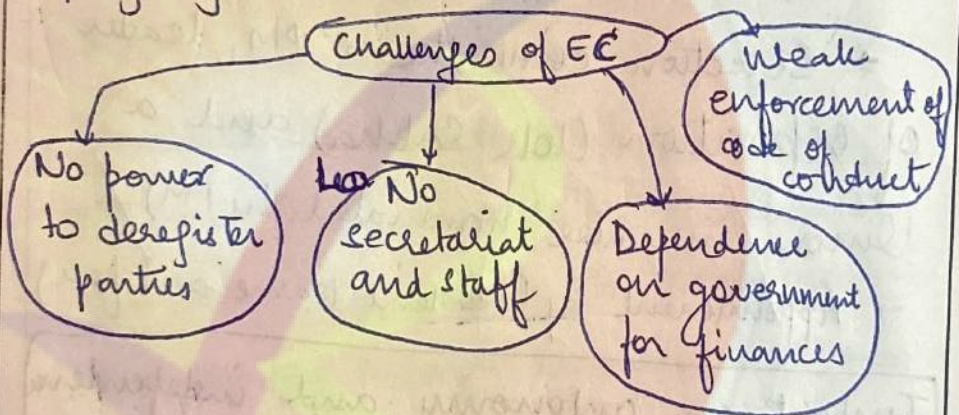 Challenges of EC
No power
to deregister
parties
No
secretariat
and staff
Dependence
on government
for finances
Weak
enforcement of
code of
conduct